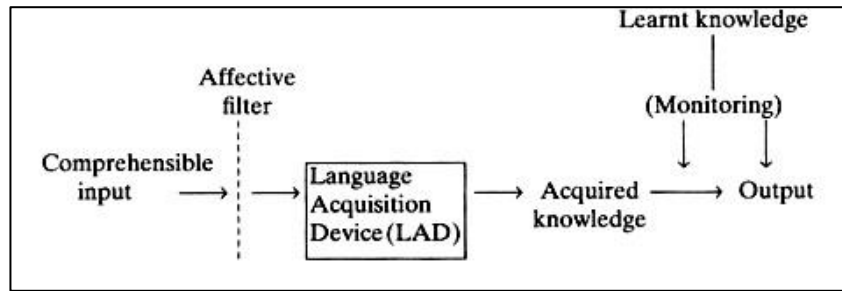 Learnt knowledge
Affective
filter
(Monitoring)
Comprehensible
input
Language
Acquisition
Device (LAD)
Acquired
knowledge
Output